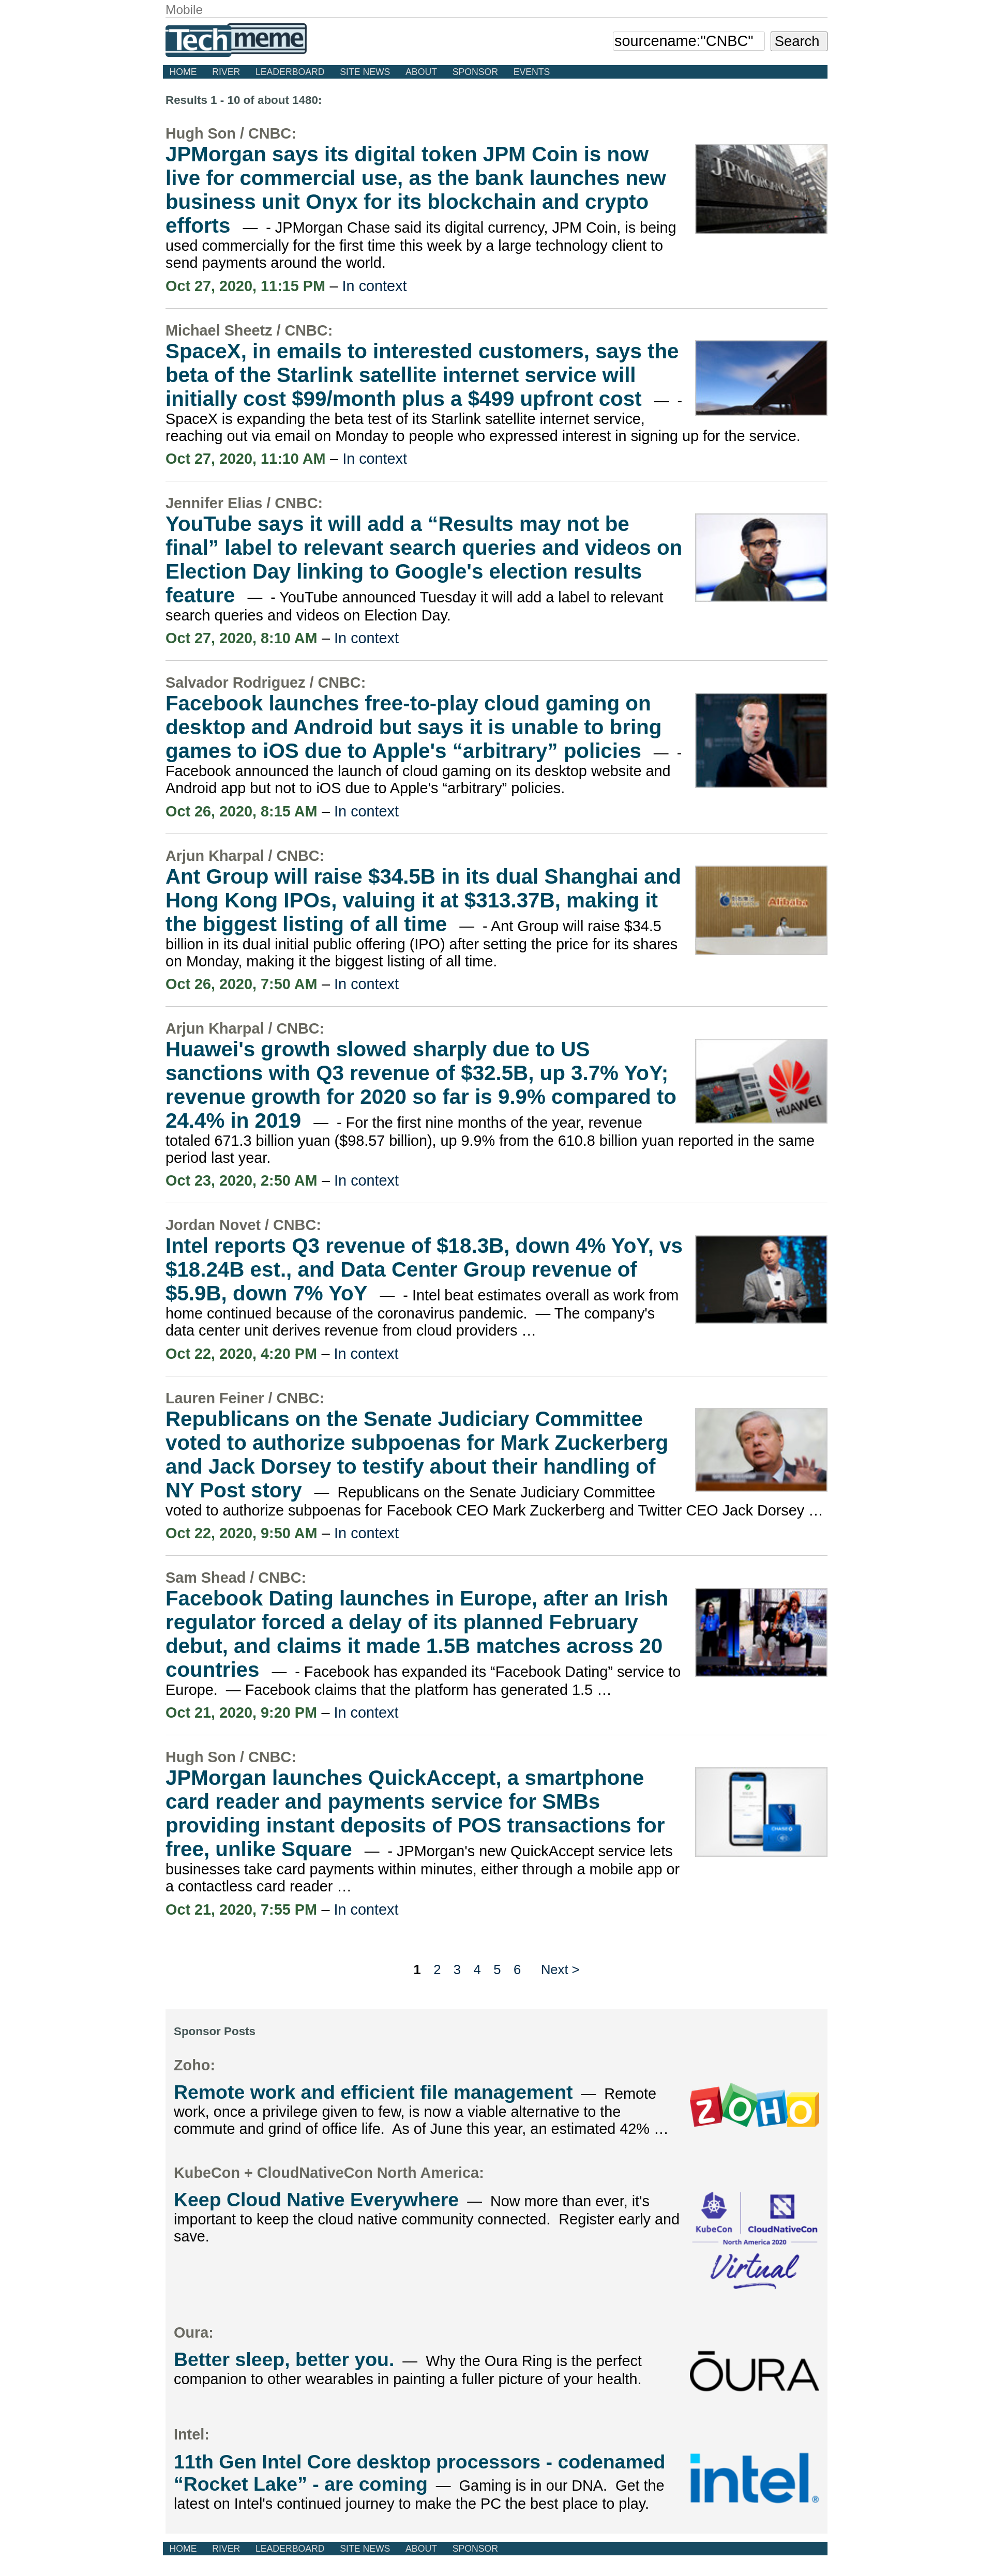 Mobile
Techmeme
sourcename:"CNBC" Search
HOME RIVER LEADERBOARD SITE NEWS ABOUT SPONSOR EVENTS
Results 1 - 10 of about 1480:
Hugh Son / CNBC:
JPMorgan says its digital token JPM Coin is now
live for commercial use, as the bank launches new
business unit Onyx for its blockchain and crypto
efforts — - JPMorgan Chase said its digital currency, JPM Coin, is being
used commercially for the first time this week by a large technology client to
send payments around the world.
Oct 27, 2020, 11:15 PM – In context
Michael Sheetz / CNBC:
SpaceX, in emails to interested customers, says the
beta of the Starlink satellite internet service will
initially cost $99/month plus a $499 upfront cost — -
SpaceX is expanding the beta test of its Starlink satellite internet service,
reaching out via email on Monday to people who expressed interest in signing up for the service.
Oct 27, 2020, 11:10 AM – In context
Jennifer Elias / CNBC:
YouTube says it will add a “Results may not be
final” label to relevant search queries and videos on
Election Day linking to Google's election results
feature — - YouTube announced Tuesday it will add a label to relevant
search queries and videos on Election Day.
Oct 27, 2020, 8:10 AM – In context
Salvador Rodriguez / CNBC:
Facebook launches free-to-play cloud gaming on
desktop and Android but says it is unable to bring
games to iOS due to Apple's “arbitrary” policies — -
Facebook announced the launch of cloud gaming on its desktop website and
Android app but not to iOS due to Apple's “arbitrary” policies.
Oct 26, 2020, 8:15 AM – In context
Arjun Kharpal / CNBC:
Ant Group will raise $34.5B in its dual Shanghai and
Hong Kong IPOs, valuing it at $313.37B, making it
the biggest listing of all time — - Ant Group will raise $34.5
billion in its dual initial public offering (IPO) after setting the price for its shares
on Monday, making it the biggest listing of all time.
Oct 26, 2020, 7:50 AM – In context
Arjun Kharpal / CNBC:
Huawei's growth slowed sharply due to US
sanctions with Q3 revenue of $32.5B, up 3.7% YoY;
revenue growth for 2020 so far is 9.9% compared to
24.4% in 2019 — - For the first nine months of the year, revenue
totaled 671.3 billion yuan ($98.57 billion), up 9.9% from the 610.8 billion yuan reported in the same
period last year.
Oct 23, 2020, 2:50 AM – In context
Jordan Novet / CNBC:
Intel reports Q3 revenue of $18.3B, down 4% YoY, vs
$18.24B est., and Data Center Group revenue of
$5.9B, down 7% YoY — - Intel beat estimates overall as work from
home continued because of the coronavirus pandemic. — The company's
data center unit derives revenue from cloud providers …
Oct 22, 2020, 4:20 PM – In context
Lauren Feiner / CNBC:
Republicans on the Senate Judiciary Committee
voted to authorize subpoenas for Mark Zuckerberg
and Jack Dorsey to testify about their handling of
NY Post story — Republicans on the Senate Judiciary Committee
voted to authorize subpoenas for Facebook CEO Mark Zuckerberg and Twitter CEO Jack Dorsey …
Oct 22, 2020, 9:50 AM – In context
Sam Shead / CNBC:
Facebook Dating launches in Europe, after an Irish
regulator forced a delay of its planned February
debut, and claims it made 1.5B matches across 20
countries — - Facebook has expanded its “Facebook Dating” service to
Europe. — Facebook claims that the platform has generated 1.5 …
Oct 21, 2020, 9:20 PM – In context
Hugh Son / CNBC:
JPMorgan launches QuickAccept, a smartphone
card reader and payments service for SMBs
providing instant deposits of POS transactions for
free, unlike Square — - JPMorgan's new QuickAccept service lets
businesses take card payments within minutes, either through a mobile app or
a contactless card reader …
Oct 21, 2020, 7:55 PM – In context
1 2 3 4 5 6 Next >
Sponsor Posts
Zoho:
Remote work and efficient file management — Remote
work, once a privilege given to few, is now a viable alternative to the
commute and grind of office life. As of June this year, an estimated 42% …
ZOHO
KubeCon + CloudNativeCon North America:
Keep Cloud Native Everywhere — Now more than ever, it's
important to keep the cloud native community connected. Register early and
save.
KubeCon CloudNativeCon
North America 2020
Virtual
Oura:
Better sleep, better you. — Why the Oura Ring is the perfect
companion to other wearables in painting a fuller picture of your health.
ŌURA
Intel:
11th Gen Intel Core desktop processors - codenamed
“Rocket Lake” - are coming — Gaming is in our DNA. Get the
latest on Intel's continued journey to make the PC the best place to play.
intel®
HOME RIVER LEADERBOARD SITE NEWS ABOUT SPONSOR
JPMORGAN
Alibaba
HUAWEI
CHASE